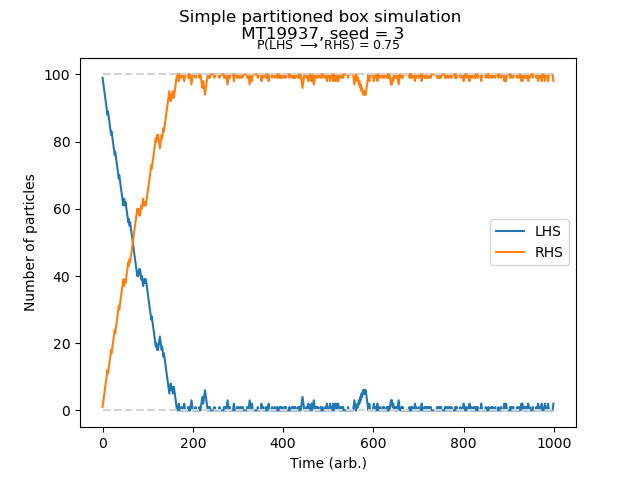 Simple partitioned box simulation
MT19937, seed = 3
P(LHS ⟶ RHS) = 0.75
Number of particles
100
80
60
40
20
0
LHS
RHS
0 200 400 600 800 1000
Time (arb.)